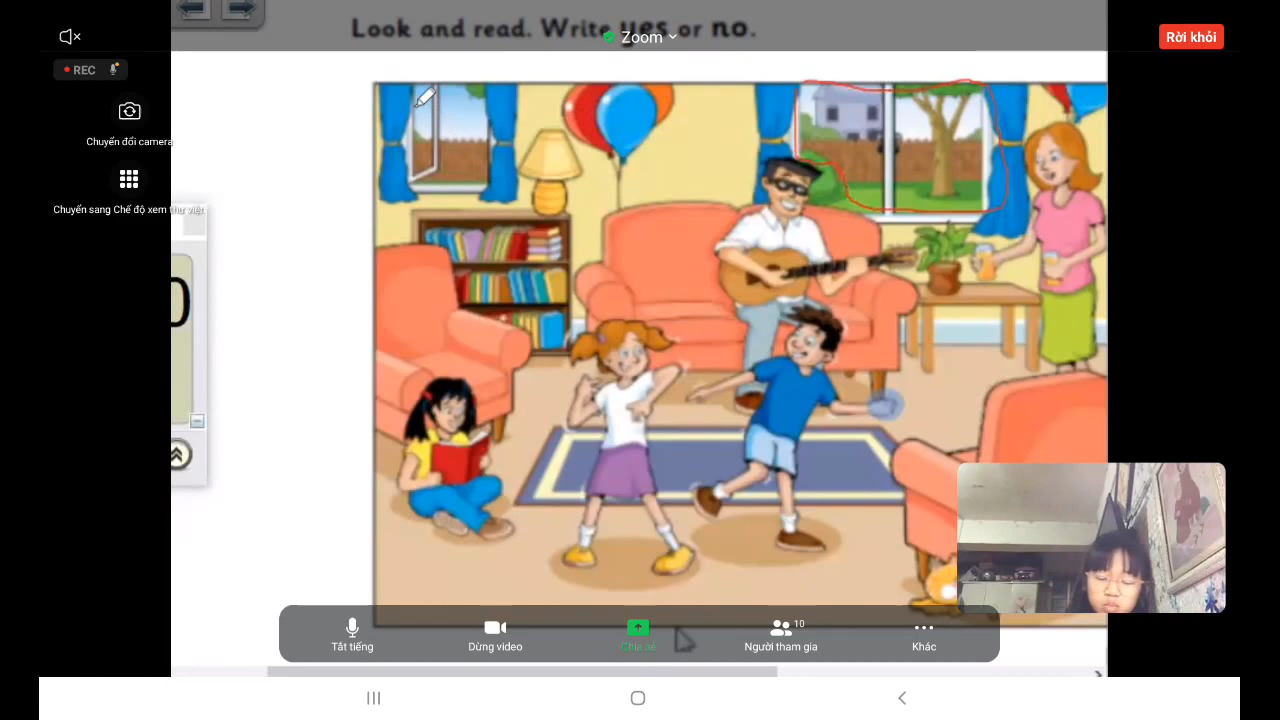 Look and read. Write yes or no.
Zoom
Rời khỏi
REC
Chuyển đổi camera
Chuyển sang Chế độ xem thư viện
0
Tắt tiếng
Dừng video
Chia sẻ
10
Người tham gia
Khác